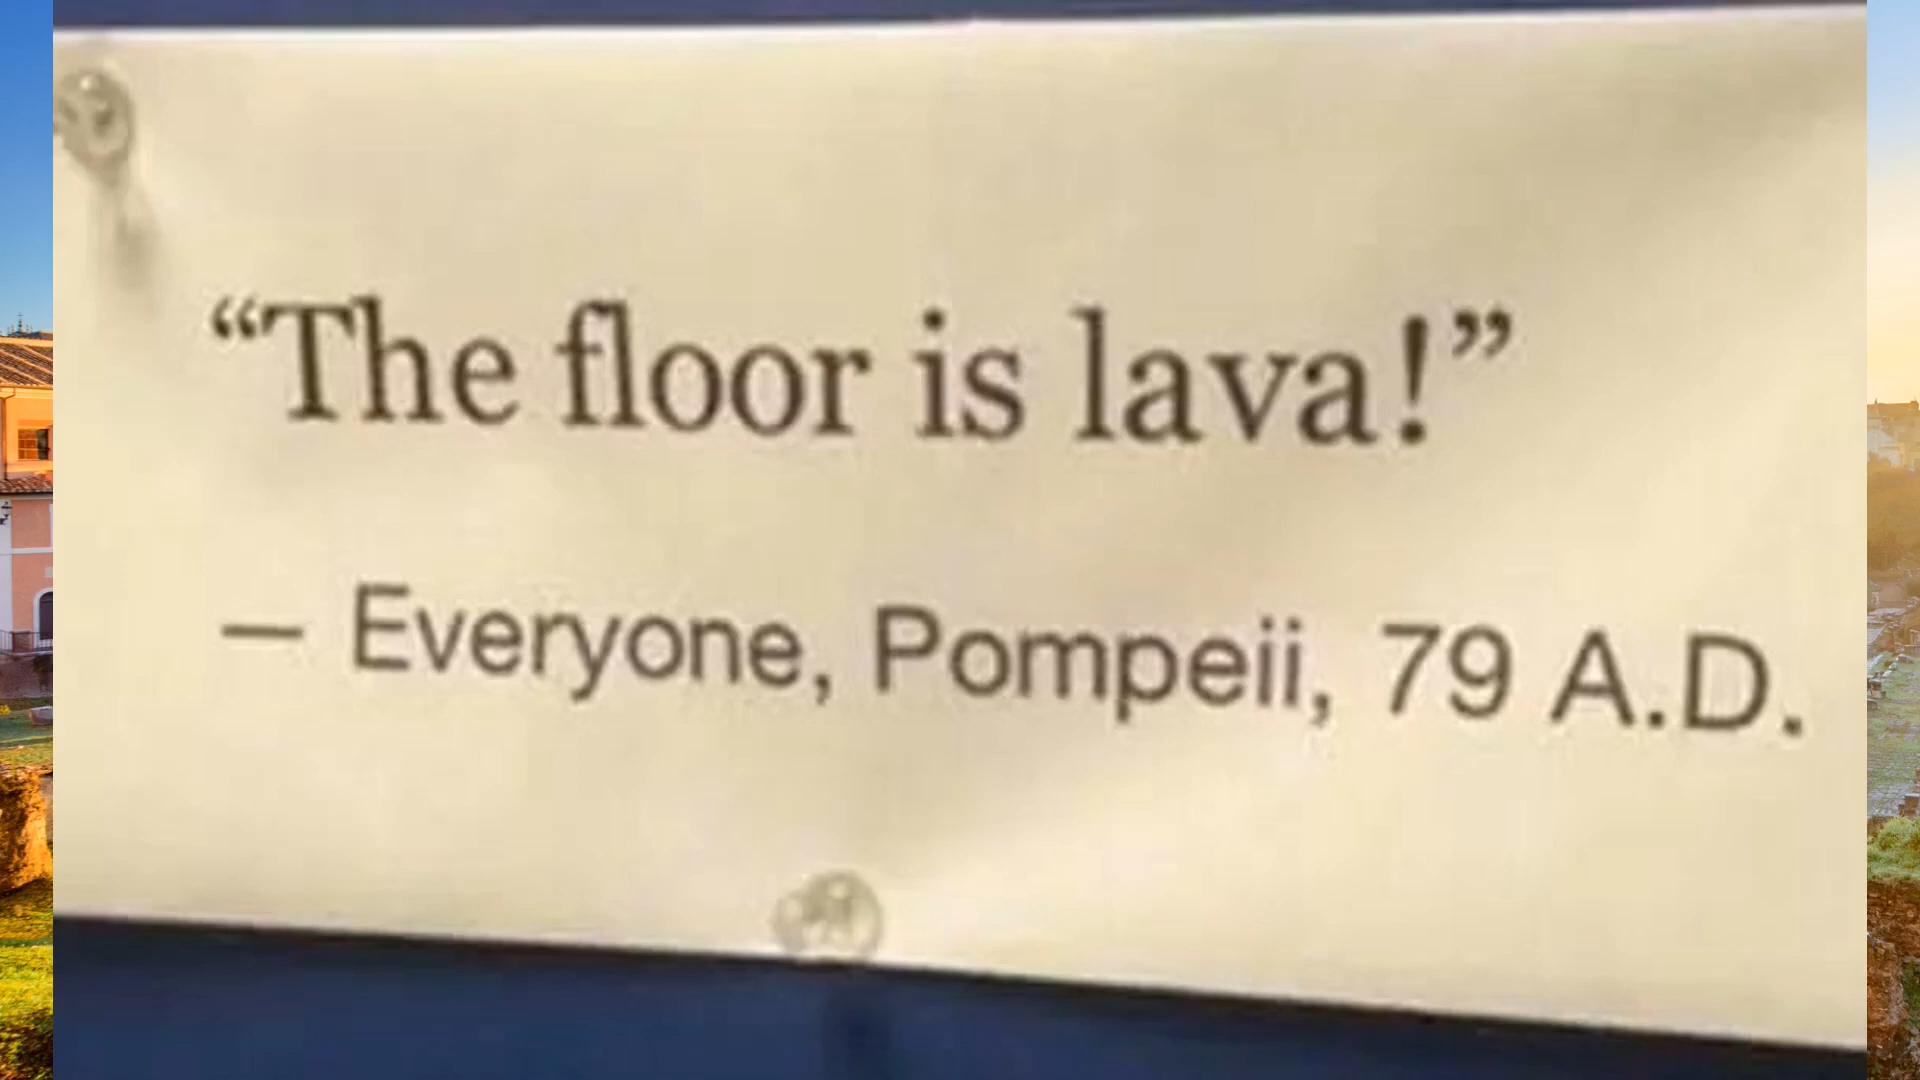 “The floor is lava!”
— Everyone, Pompeii, 79 A.D.